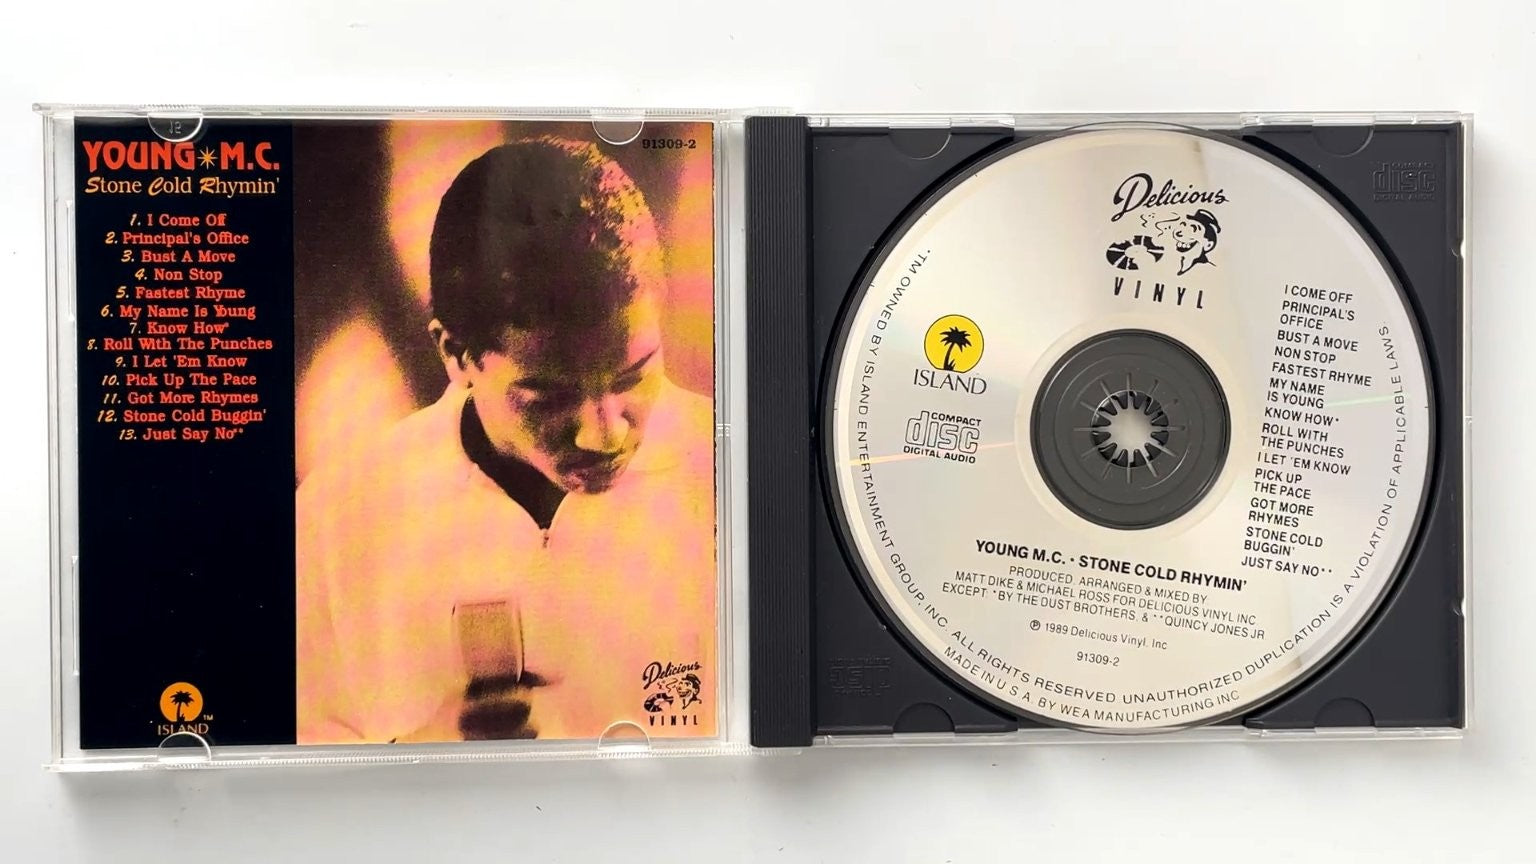 YOUNG M.C.
Stone Cold Rhymin'
1. I Come Off
2. Principal's Office
3. Bust A Move
4. Non Stop
5. Fastest Rhyme
6. My Name Is Young
7. Know How*
8. Roll With The Punches
9. I Let 'Em Know
10. Pick Up The Pace
11. Got More Rhymes
12. Stone Cold Buggin'
13. Just Say No**
ISLAND™
91309-2
Delicious
VINYL
Delicious
VINYL
ISLAND
COMPACT
disc
DIGITAL AUDIO
I COME OFF
PRINCIPAL'S
OFFICE
BUST A MOVE
NON STOP
FASTEST RHYME
MY NAME
IS YOUNG
KNOW HOW*
ROLL WITH
THE PUNCHES
I LET 'EM KNOW
PICK UP
THE PACE
GOT MORE
RHYMES
STONE COLD
BUGGIN'
JUST SAY NO**
YOUNG M.C. • STONE COLD RHYMIN'
PRODUCED, ARRANGED & MIXED BY
MATT DIKE & MICHAEL ROSS FOR DELICIOUS VINYL INC
EXCEPT: *BY THE DUST BROTHERS, & **QUINCY JONES JR
℗ 1989 Delicious Vinyl. Inc
91309-2
*TM OWNED BY ISLAND ENTERTAINMENT GROUP, INC. ALL RIGHTS RESERVED UNAUTHORIZED DUPLICATION IS A VIOLATION OF APPLICABLE LAWS.
MADE IN U S A. BY WEA MANUFACTURING INC
COMPACT
disc
DIGITAL AUDIO